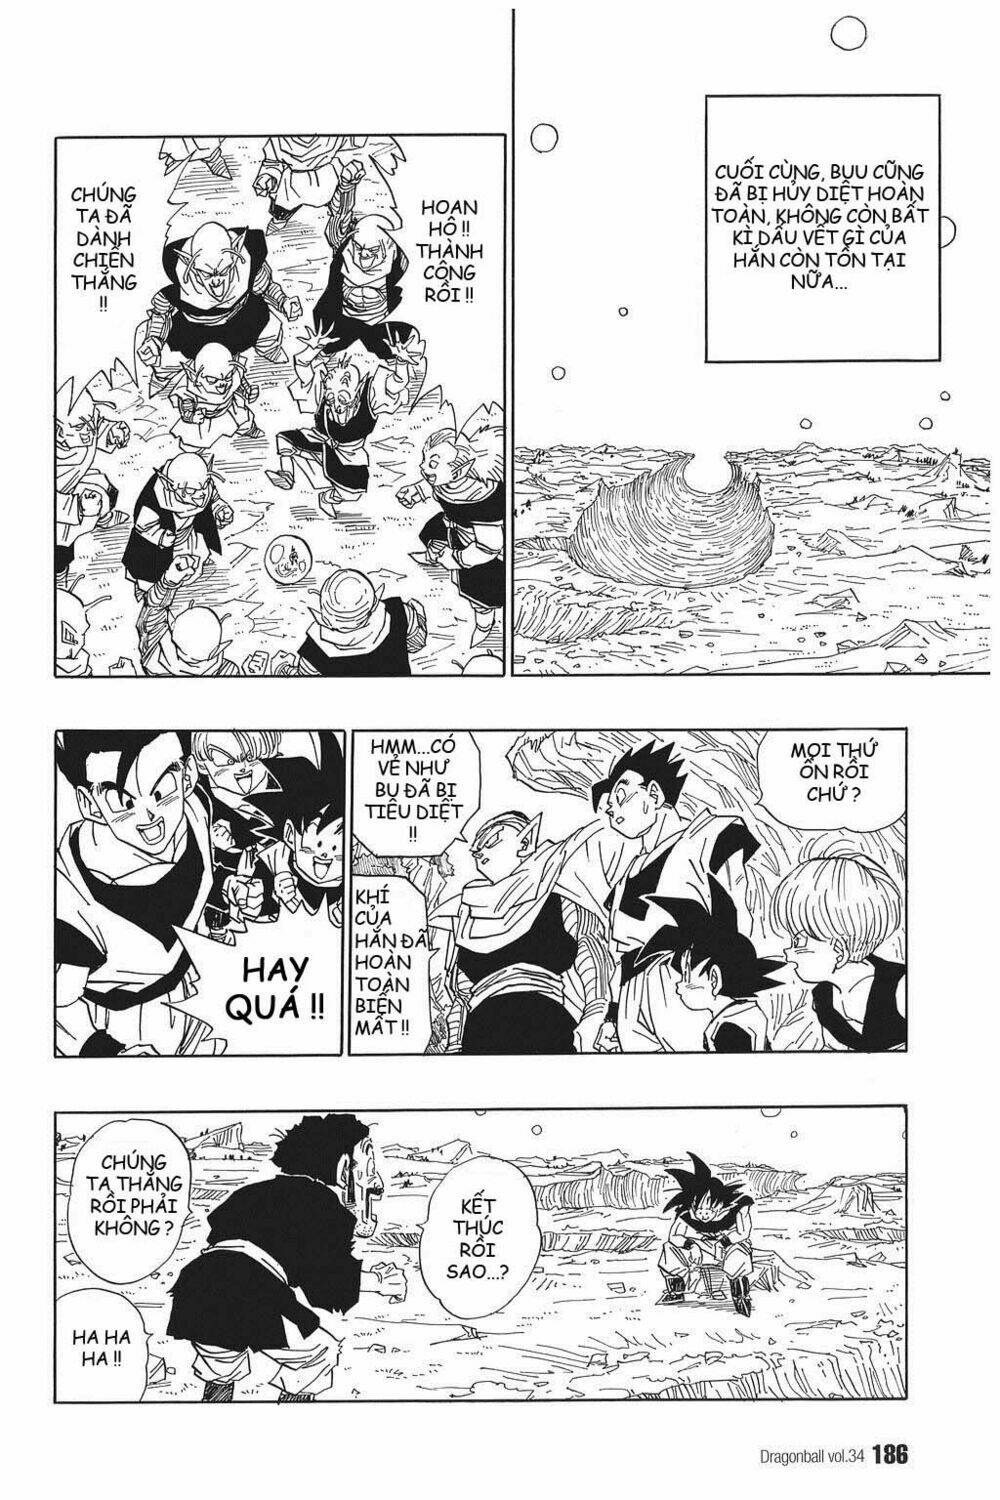 CUỐI CÙNG, BUU CŨNG
ĐÃ BỊ HỦY DIỆT HOÀN
TOÀN, KHÔNG CÒN BẤT
KÌ DẤU VẾT GÌ CỦA
HẮN CÒN TỒN TẠI
NỮA...
HOAN
HÔ !!
THÀNH
CÔNG
RỒI !!
CHÚNG
TA ĐÃ
DÀNH
CHIẾN
THẮNG
!!
MỌI THỨ
ỔN RỒI
CHỨ ?
HMM...CÓ
VẺ NHƯ
BU ĐÃ BỊ
TIÊU DIỆT
!!
KHÍ
CỦA
HẮN ĐÃ
HOÀN
TOÀN
BIẾN
MẤT !!
HAY
QUÁ !!
KẾT
THÚC
RỒI
SAO...?
CHÚNG
TA THẮNG
RỒI PHẢI
KHÔNG ?
HA HA
HA !!
Dragonball vol.34 186